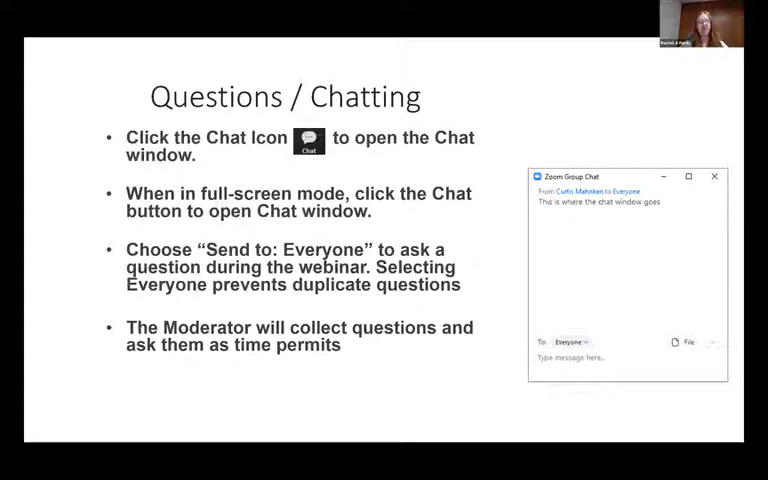 Questions / Chatting
• Click the Chat Icon Chat to open the Chat
window.
• When in full-screen mode, click the Chat
button to open Chat window.
• Choose “Send to: Everyone” to ask a
question during the webinar. Selecting
Everyone prevents duplicate questions
• The Moderator will collect questions and
ask them as time permits
Zoom Group Chat
From Curtis Mahnken to Everyone
This is where the chat window goes
To: Everyone
File
Type message here..